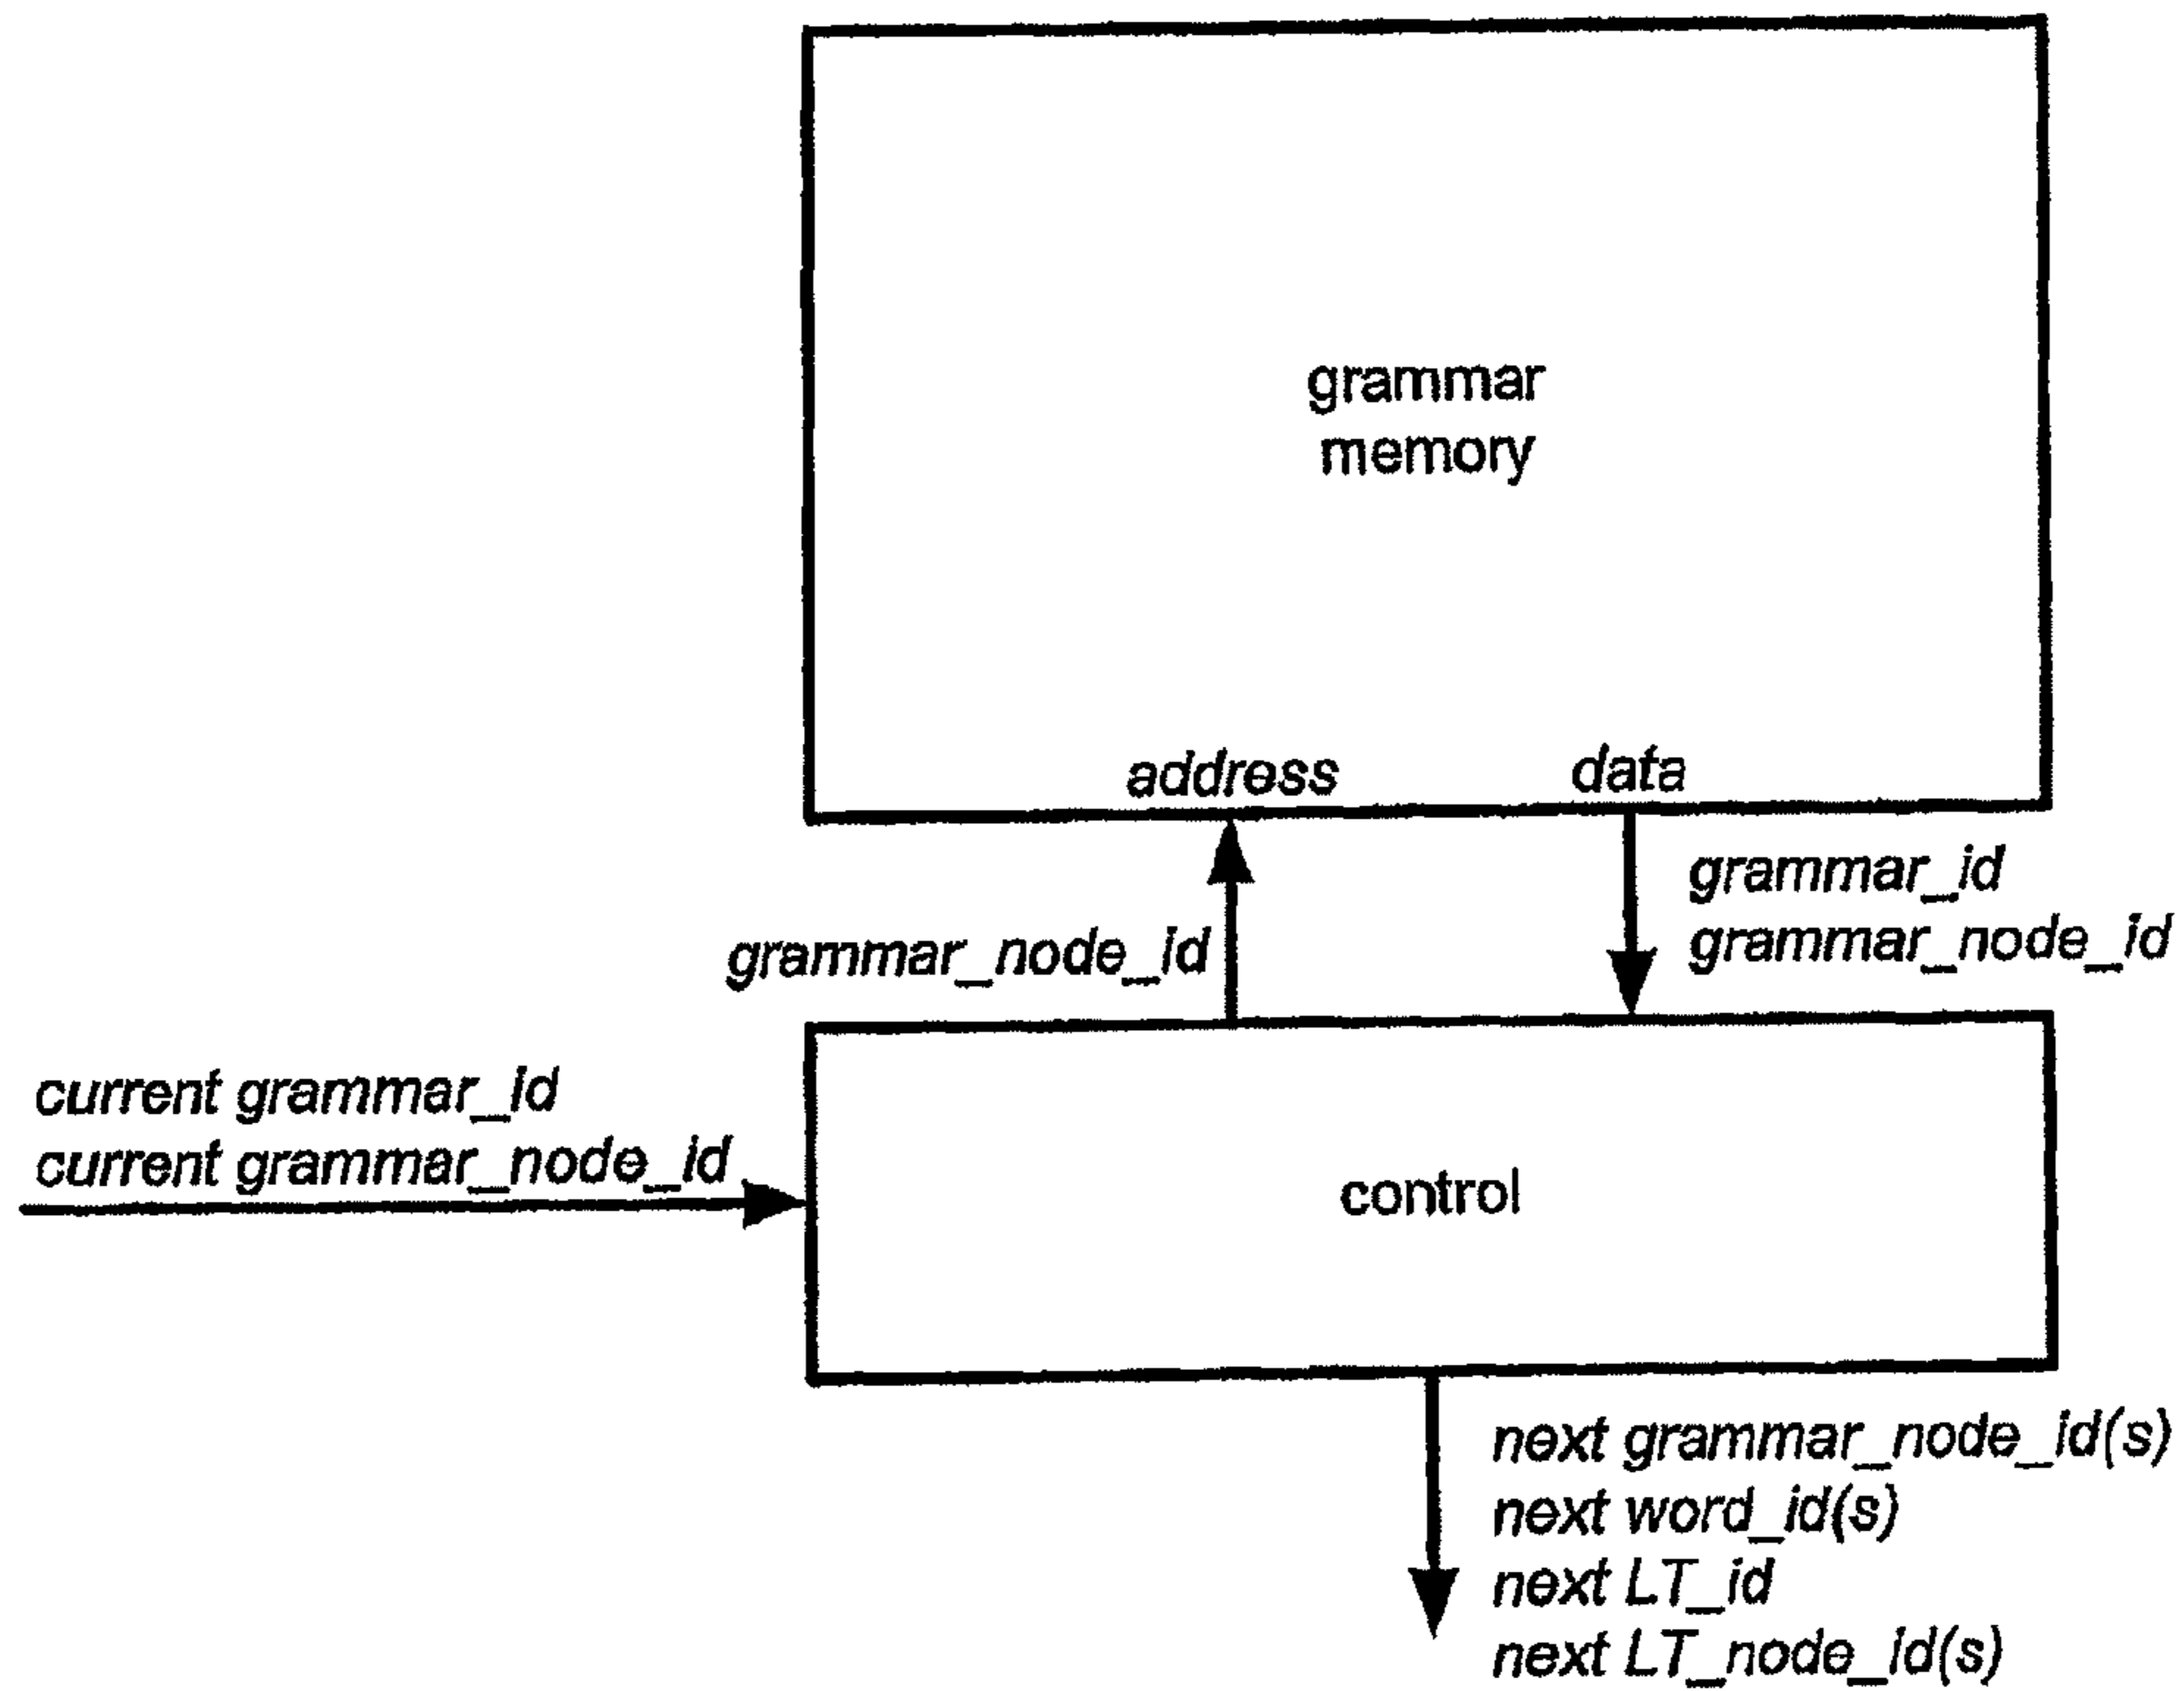 grammar
memory
address
data
grammar_node_id
grammar_id
grammar_node_id
current grammar_id
current grammar_node_id
control
next grammar_node_id(s)
next word_id(s)
next LT_id
next LT_node_id(s)